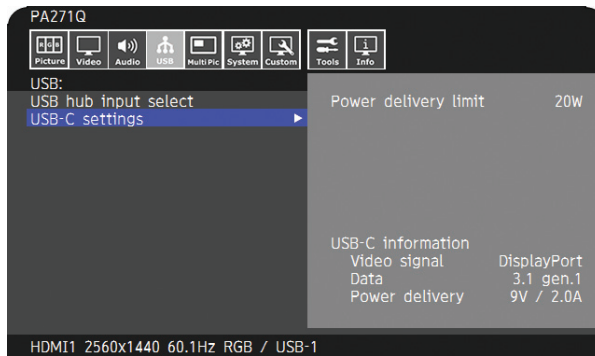 PA271Q
R G B
Picture Video Audio USB Multi Pic System Custom Tools Info
USB:
USB hub input select
USB-C settings
Power delivery limit 20W
USB-C information
Video signal DisplayPort
Data 3.1 gen.1
Power delivery 9V / 2.0A
HDMI1 2560x1440 60.1Hz RGB / USB-1